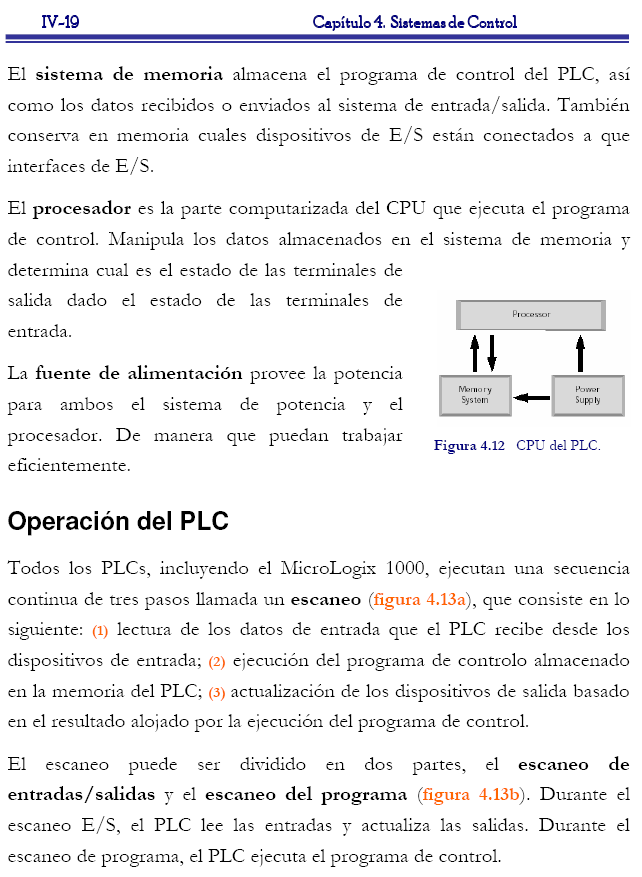 IV-19 Capítulo 4. Sistemas de Control
El sistema de memoria almacena el programa de control del PLC, así
como los datos recibidos o enviados al sistema de entrada/salida. También
conserva en memoria cuales dispositivos de E/S están conectados a que
interfaces de E/S.
El procesador es la parte computarizada del CPU que ejecuta el programa
de control. Manipula los datos almacenados en el sistema de memoria y
determina cual es el estado de las terminales de
salida dado el estado de las terminales de
entrada.
La fuente de alimentación provee la potencia
para ambos el sistema de potencia y el
procesador. De manera que puedan trabajar
eficientemente.
Processor
Memory
System
Power
Supply
Figura 4.12 CPU del PLC.
Operación del PLC
Todos los PLCs, incluyendo el MicroLogix 1000, ejecutan una secuencia
continua de tres pasos llamada un escaneo (figura 4.13a), que consiste en lo
siguiente: (1) lectura de los datos de entrada que el PLC recibe desde los
dispositivos de entrada; (2) ejecución del programa de controlo almacenado
en la memoria del PLC; (3) actualización de los dispositivos de salida basado
en el resultado alojado por la ejecución del programa de control.
El escaneo puede ser dividido en dos partes, el escaneo de
entradas/salidas y el escaneo del programa (figura 4.13b). Durante el
escaneo E/S, el PLC lee las entradas y actualiza las salidas. Durante el
escaneo de programa, el PLC ejecuta el programa de control.